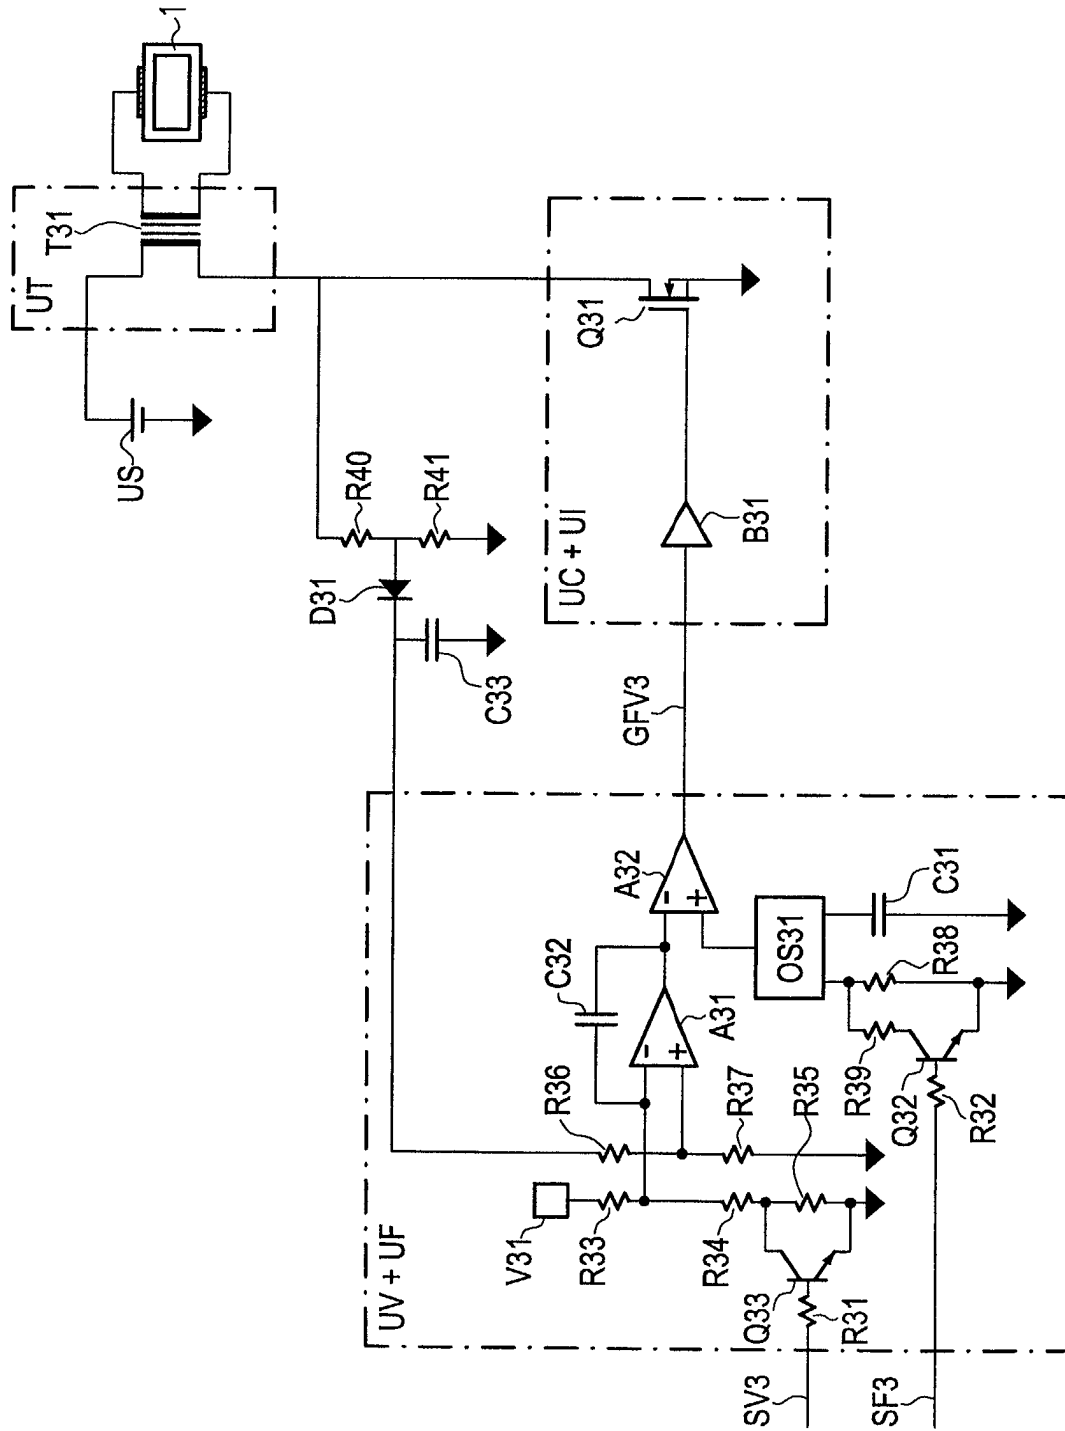 1
T31
UT
US
R40
R41
D31
C33
Q31
UC + UI
B31
GFV3
A32
C31
C32
OS31
R38
A31
R36
R37
R35
R39
Q32
R32
V31
R33
R34
UV + UF
Q33
R31
SV3
SF3